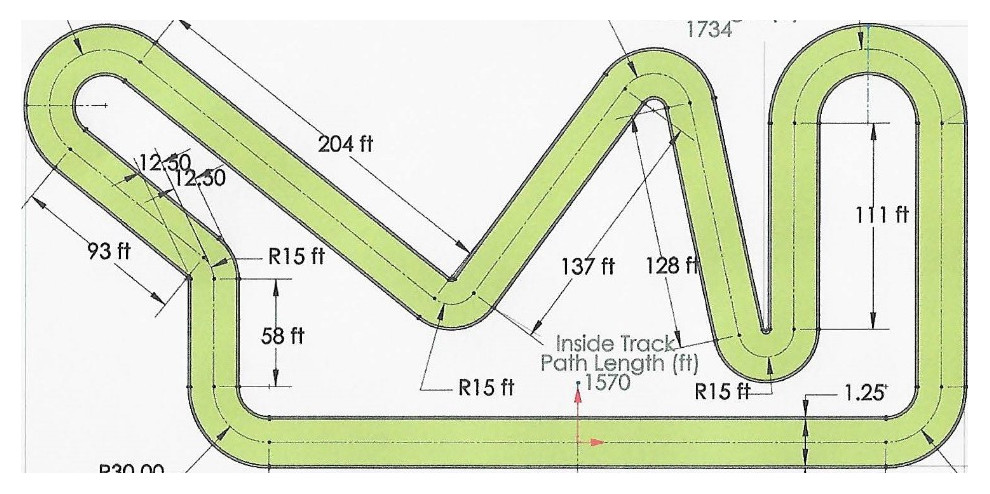 1734
204 ft
12.50
12.50
93 ft
R15 ft
111 ft
137 ft
128 ft
58 ft
Inside Track
Path Length (ft)
1570
R15 ft
R15 ft
1.25'
R30.00